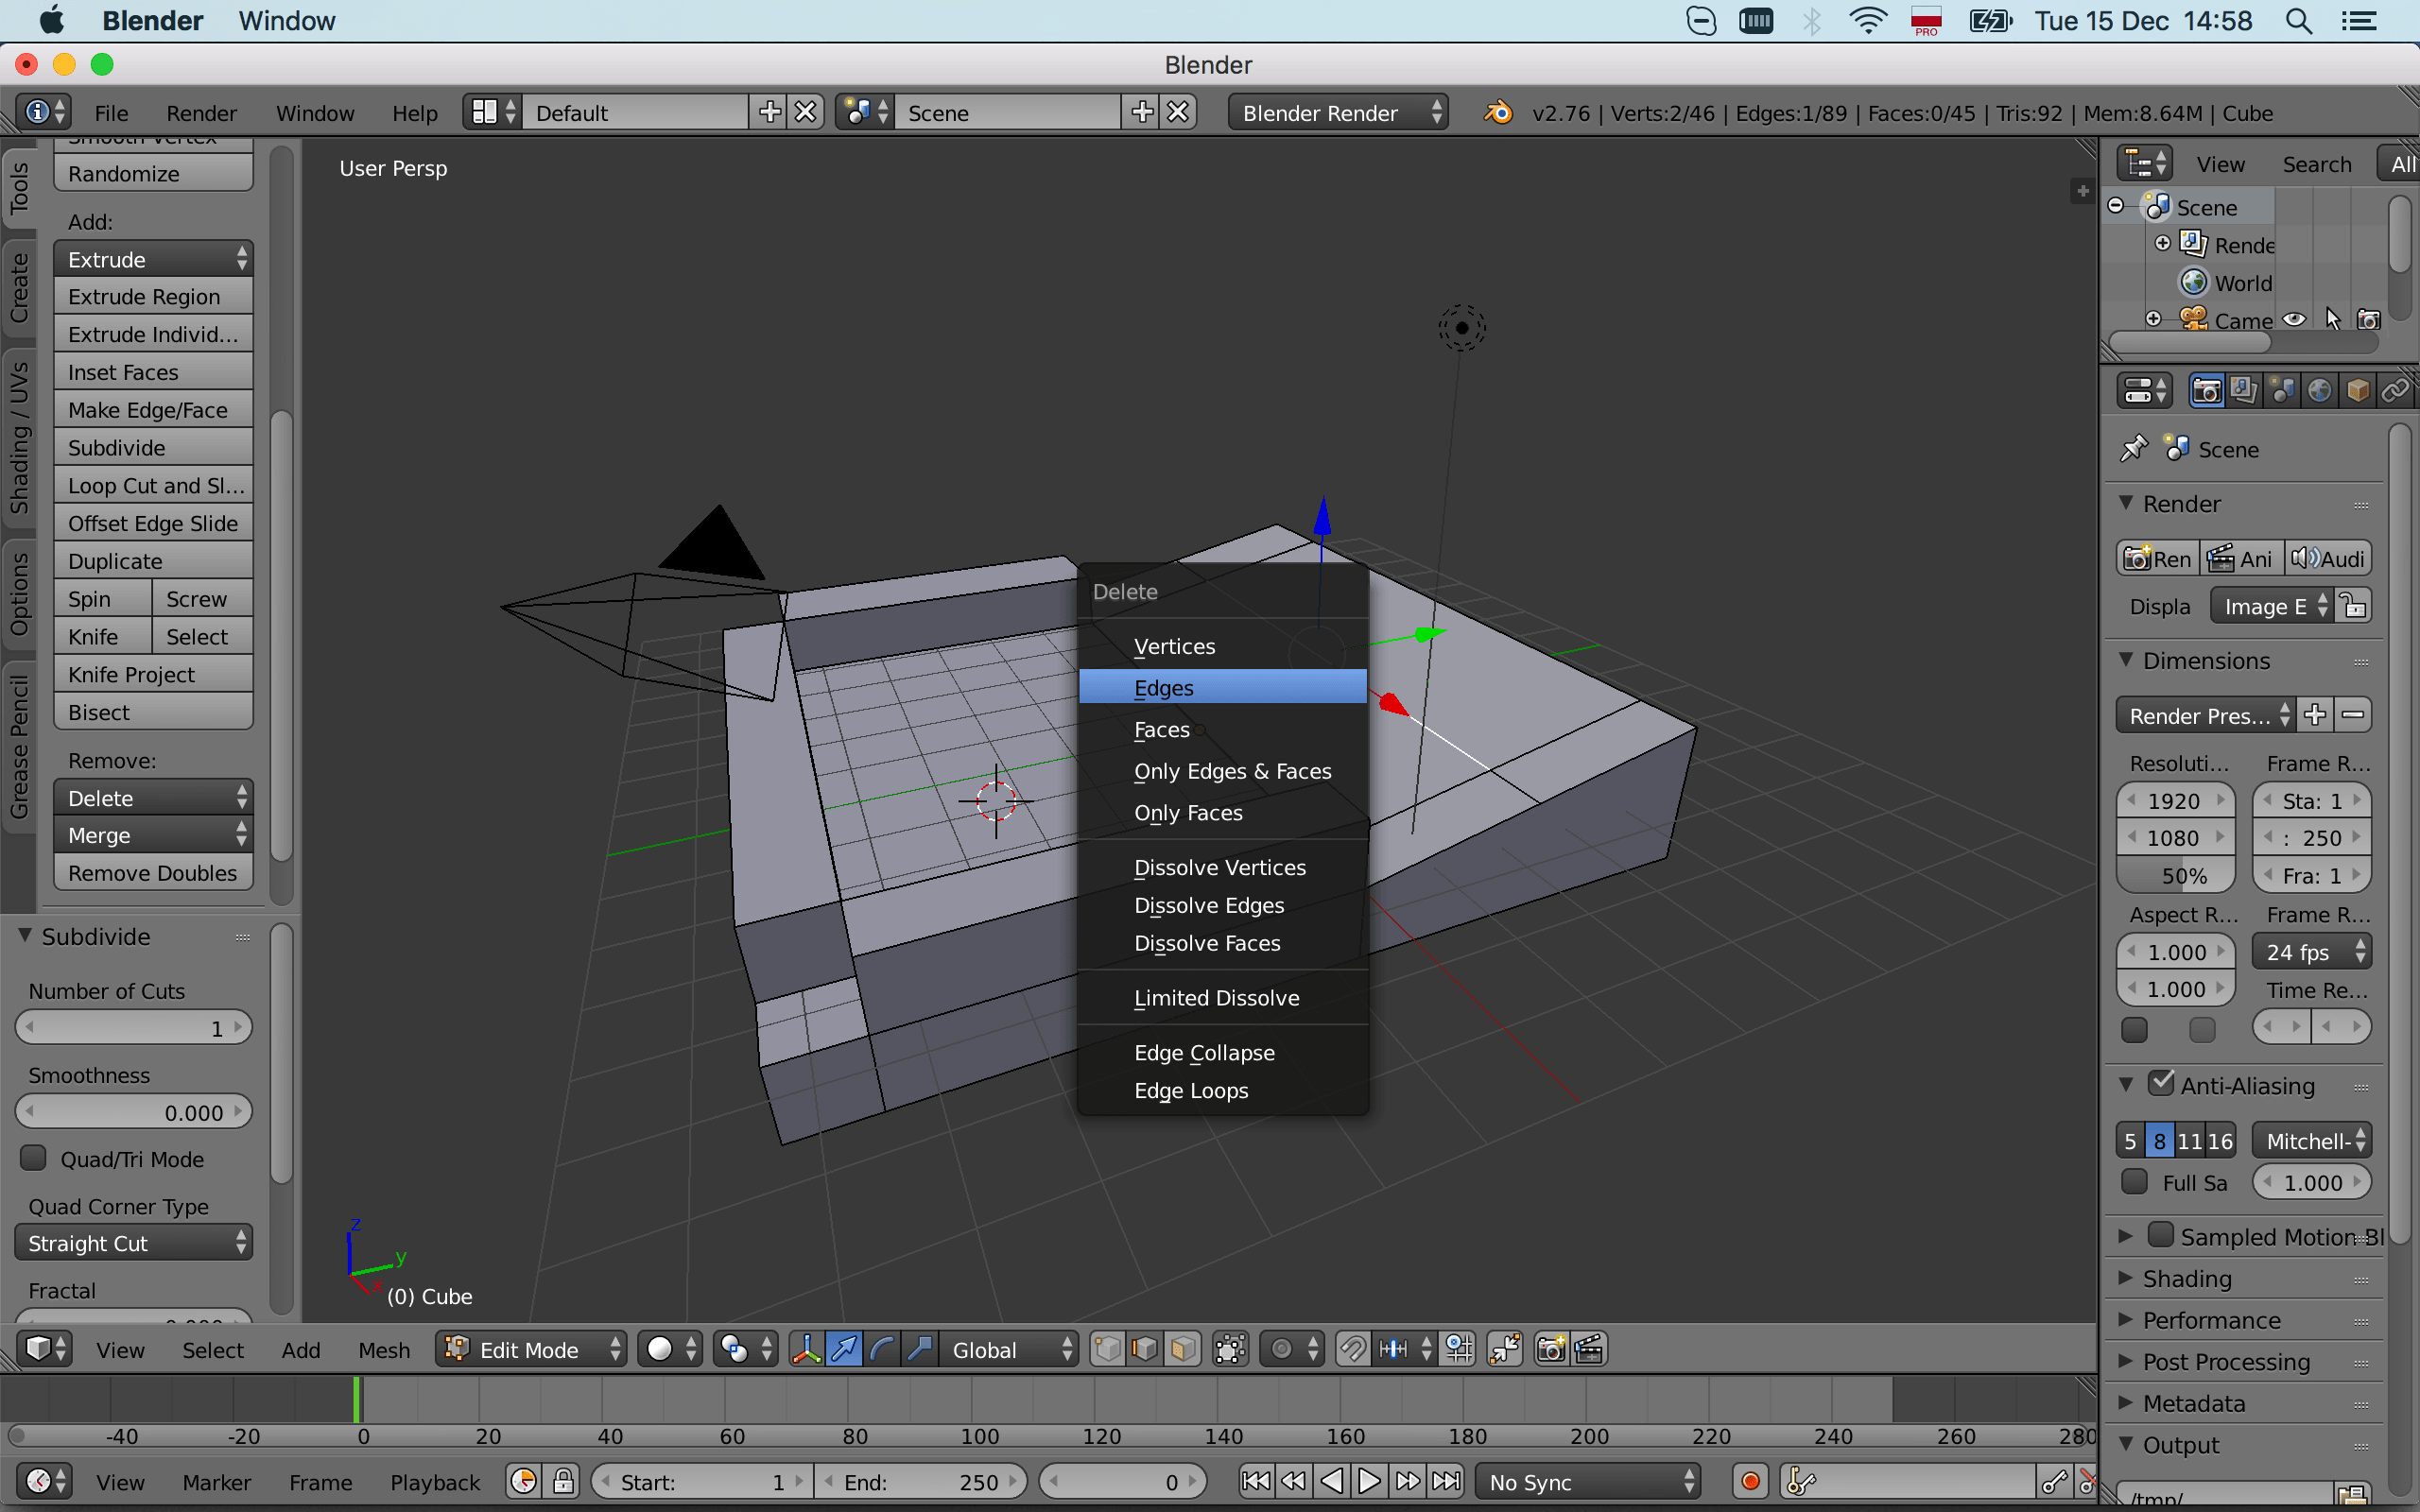 Blender Window PRO Tue 15 Dec 14:58
Blender
File Render Window Help Default Scene Blender Render v2.76 | Verts:2/46 | Edges:1/89 | Faces:0/45 | Tris:92 | Mem:8.64M | Cube
Tools
Create
Shading / UVs
Options
Grease Pencil
Smooth Vertex
Randomize
Add:
Extrude
Extrude Region
Extrude Individ...
Inset Faces
Make Edge/Face
Subdivide
Loop Cut and Sl...
Offset Edge Slide
Duplicate
Spin Screw
Knife Select
Knife Project
Bisect
Remove:
Delete
Merge
Remove Doubles
Subdivide
Number of Cuts
1
Smoothness
0.000
Quad/Tri Mode
Quad Corner Type
Straight Cut
Fractal
0.000
User Persp
Delete
Vertices
Edges
Faces
Only Edges & Faces
Only Faces
Dissolve Vertices
Dissolve Edges
Dissolve Faces
Limited Dissolve
Edge Collapse
Edge Loops
z
y
x
(0) Cube
View Search All
Scene
Rende
World
Came
Scene
Render
Ren Ani Audi
Displa Image E
Dimensions
Render Pres...
Resoluti... Frame R...
1920 Sta: 1
1080 : 250
50% Fra: 1
Aspect R... Frame R...
1.000 24 fps
1.000 Time Re...
Anti-Aliasing
5 8 11 16 Mitchell-
Full Sa 1.000
Sampled Motion Bl
Shading
Performance
Post Processing
Metadata
Output
/tmp/
View Select Add Mesh Edit Mode Global
-40 -20 0 20 40 60 80 100 120 140 160 180 200 220 240 260 280
View Marker Frame Playback Start: 1 End: 250 0 No Sync